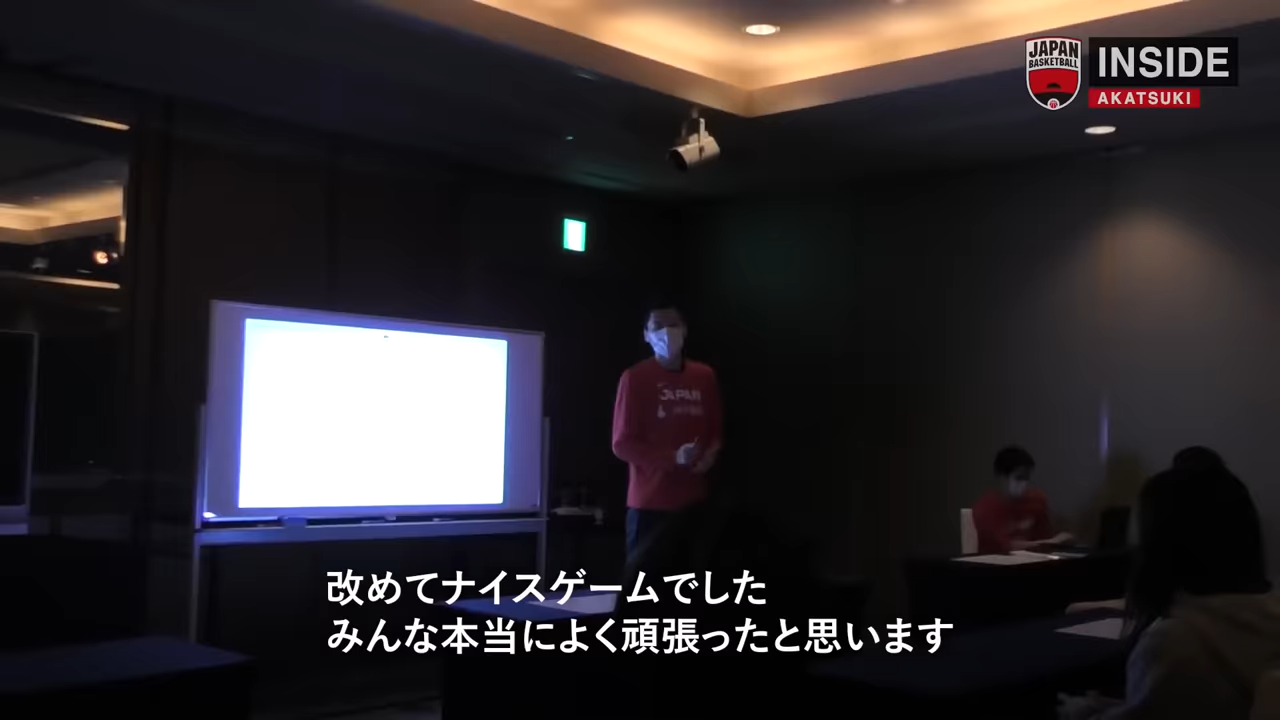 JAPAN
BASKETBALL
INSIDE
AKATSUKI
JAPAN
改めてナイスゲームでした
みんな本当によく頑張ったと思います